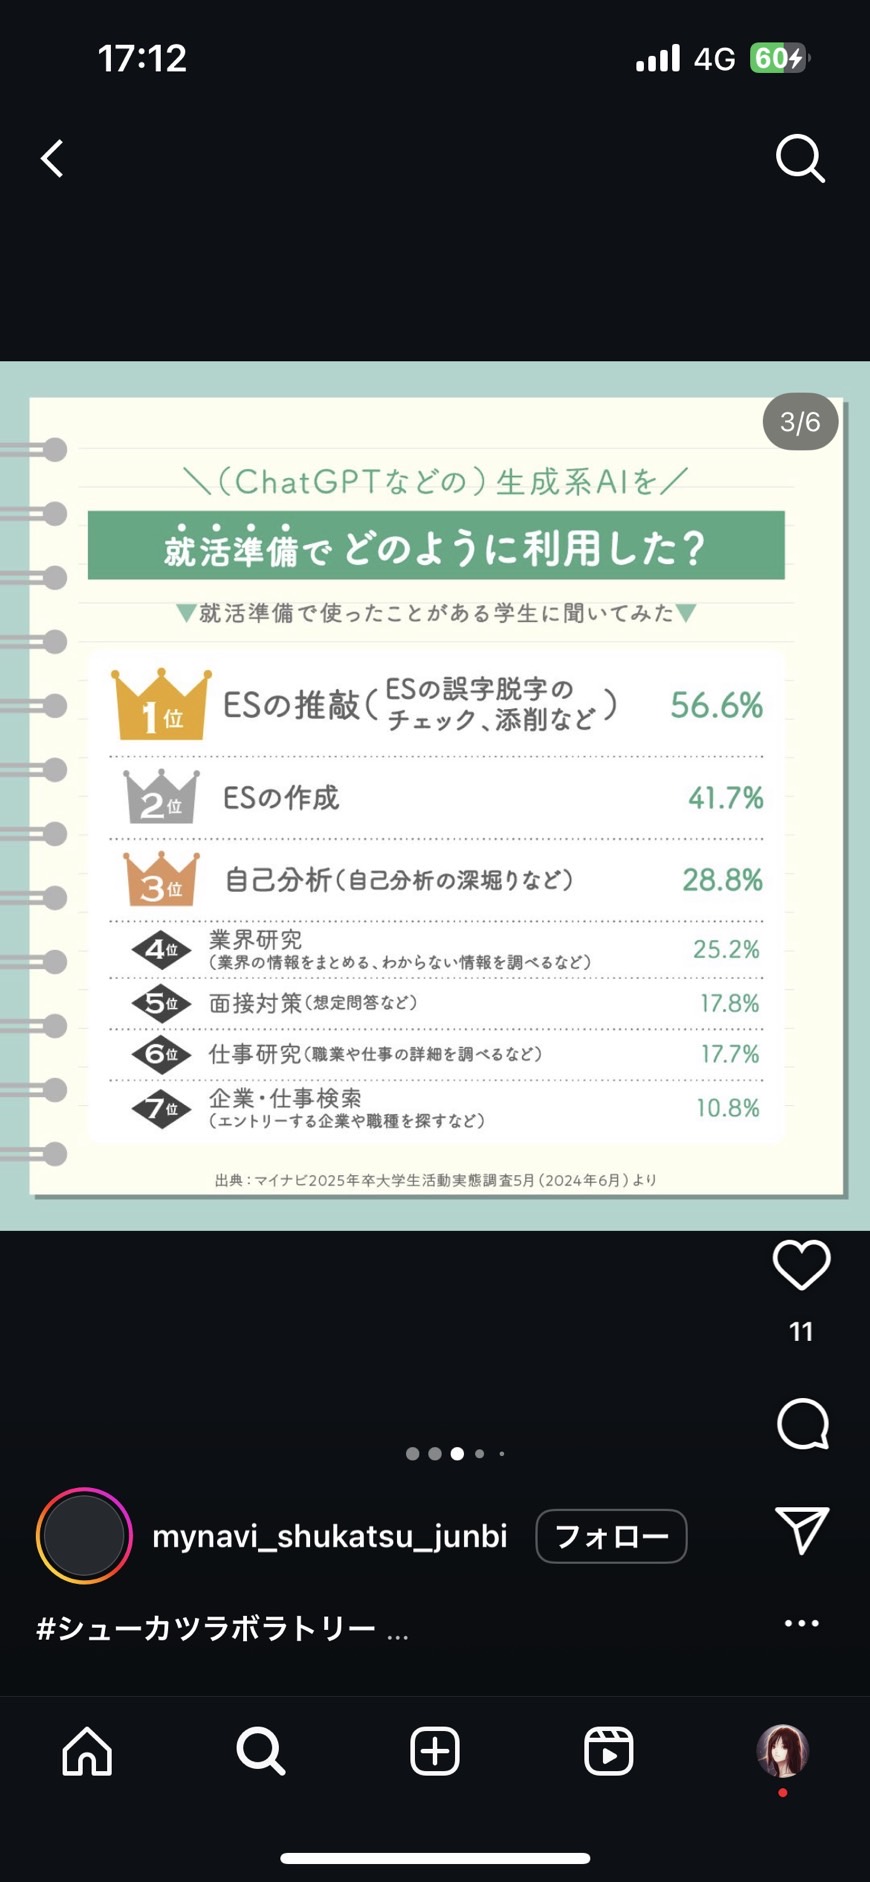 17:12
4G
60
3/6
＼（ChatGPTなどの）生成系AIを／
就活準備でどのように利用した？
▼就活準備で使ったことがある学生に聞いてみた▼
1位 ESの推敲（ESの誤字脱字の
チェック、添削など） 56.6%
2位 ESの作成 41.7%
3位 自己分析（自己分析の深堀りなど） 28.8%
4位 業界研究 25.2%
（業界の情報をまとめる、わからない情報を調べるなど）
5位 面接対策（想定問答など） 17.8%
6位 仕事研究（職業や仕事の詳細を調べるなど） 17.7%
7位 企業・仕事検索 10.8%
（エントリーする企業や職種を探すなど）
出典：マイナビ2025年卒大学生活動実態調査5月（2024年6月）より
11
mynavi_shukatsu_junbi フォロー
#シューカツラボラトリー ...